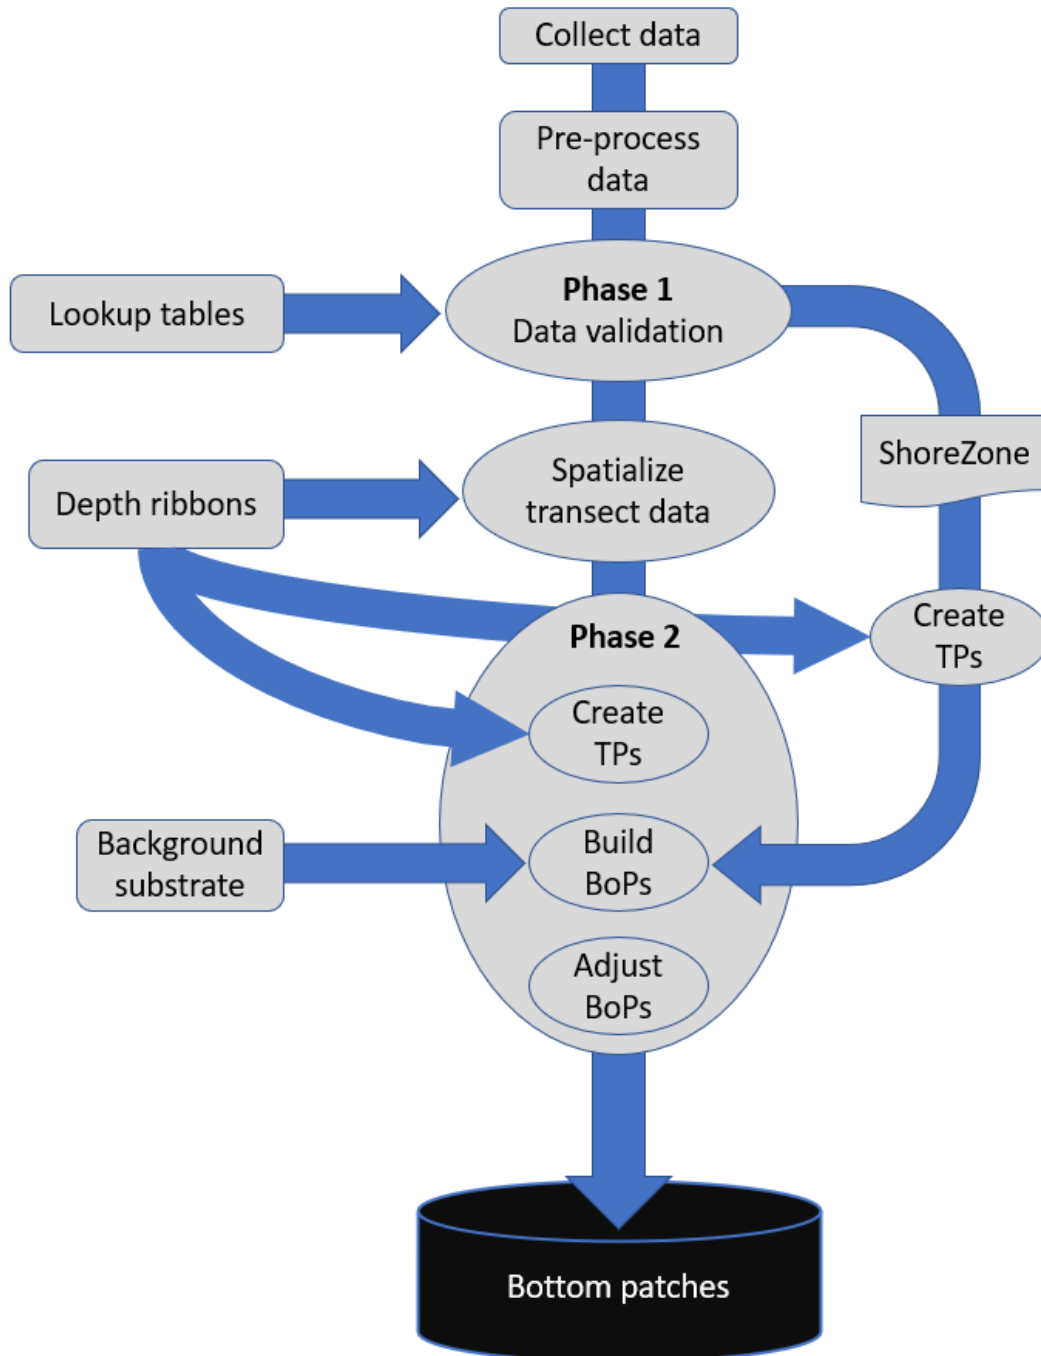 Collect data
Pre-process
data
Phase 1
Data validation
Lookup tables
ShoreZone
Spatialize
transect data
Depth ribbons
Create
TPs
Phase 2
Create
TPs
Build
BoPs
Background
substrate
Adjust
BoPs
Bottom patches